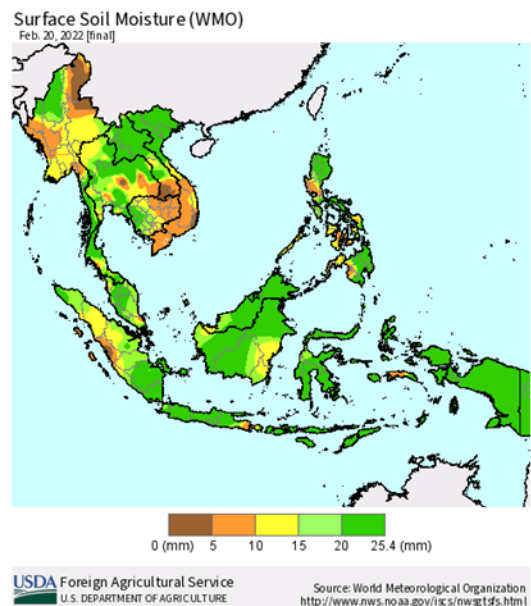 Surface Soil Moisture (WMO)
Feb. 20, 2022 [final]
0 (mm) 5 10 15 20 25.4 (mm)
USDA Foreign Agricultural Service
U.S. DEPARTMENT OF AGRICULTURE
Source: World Meteorological Organization
http://www.nws.noaa.gov/iscs/nwsgtsfs.html